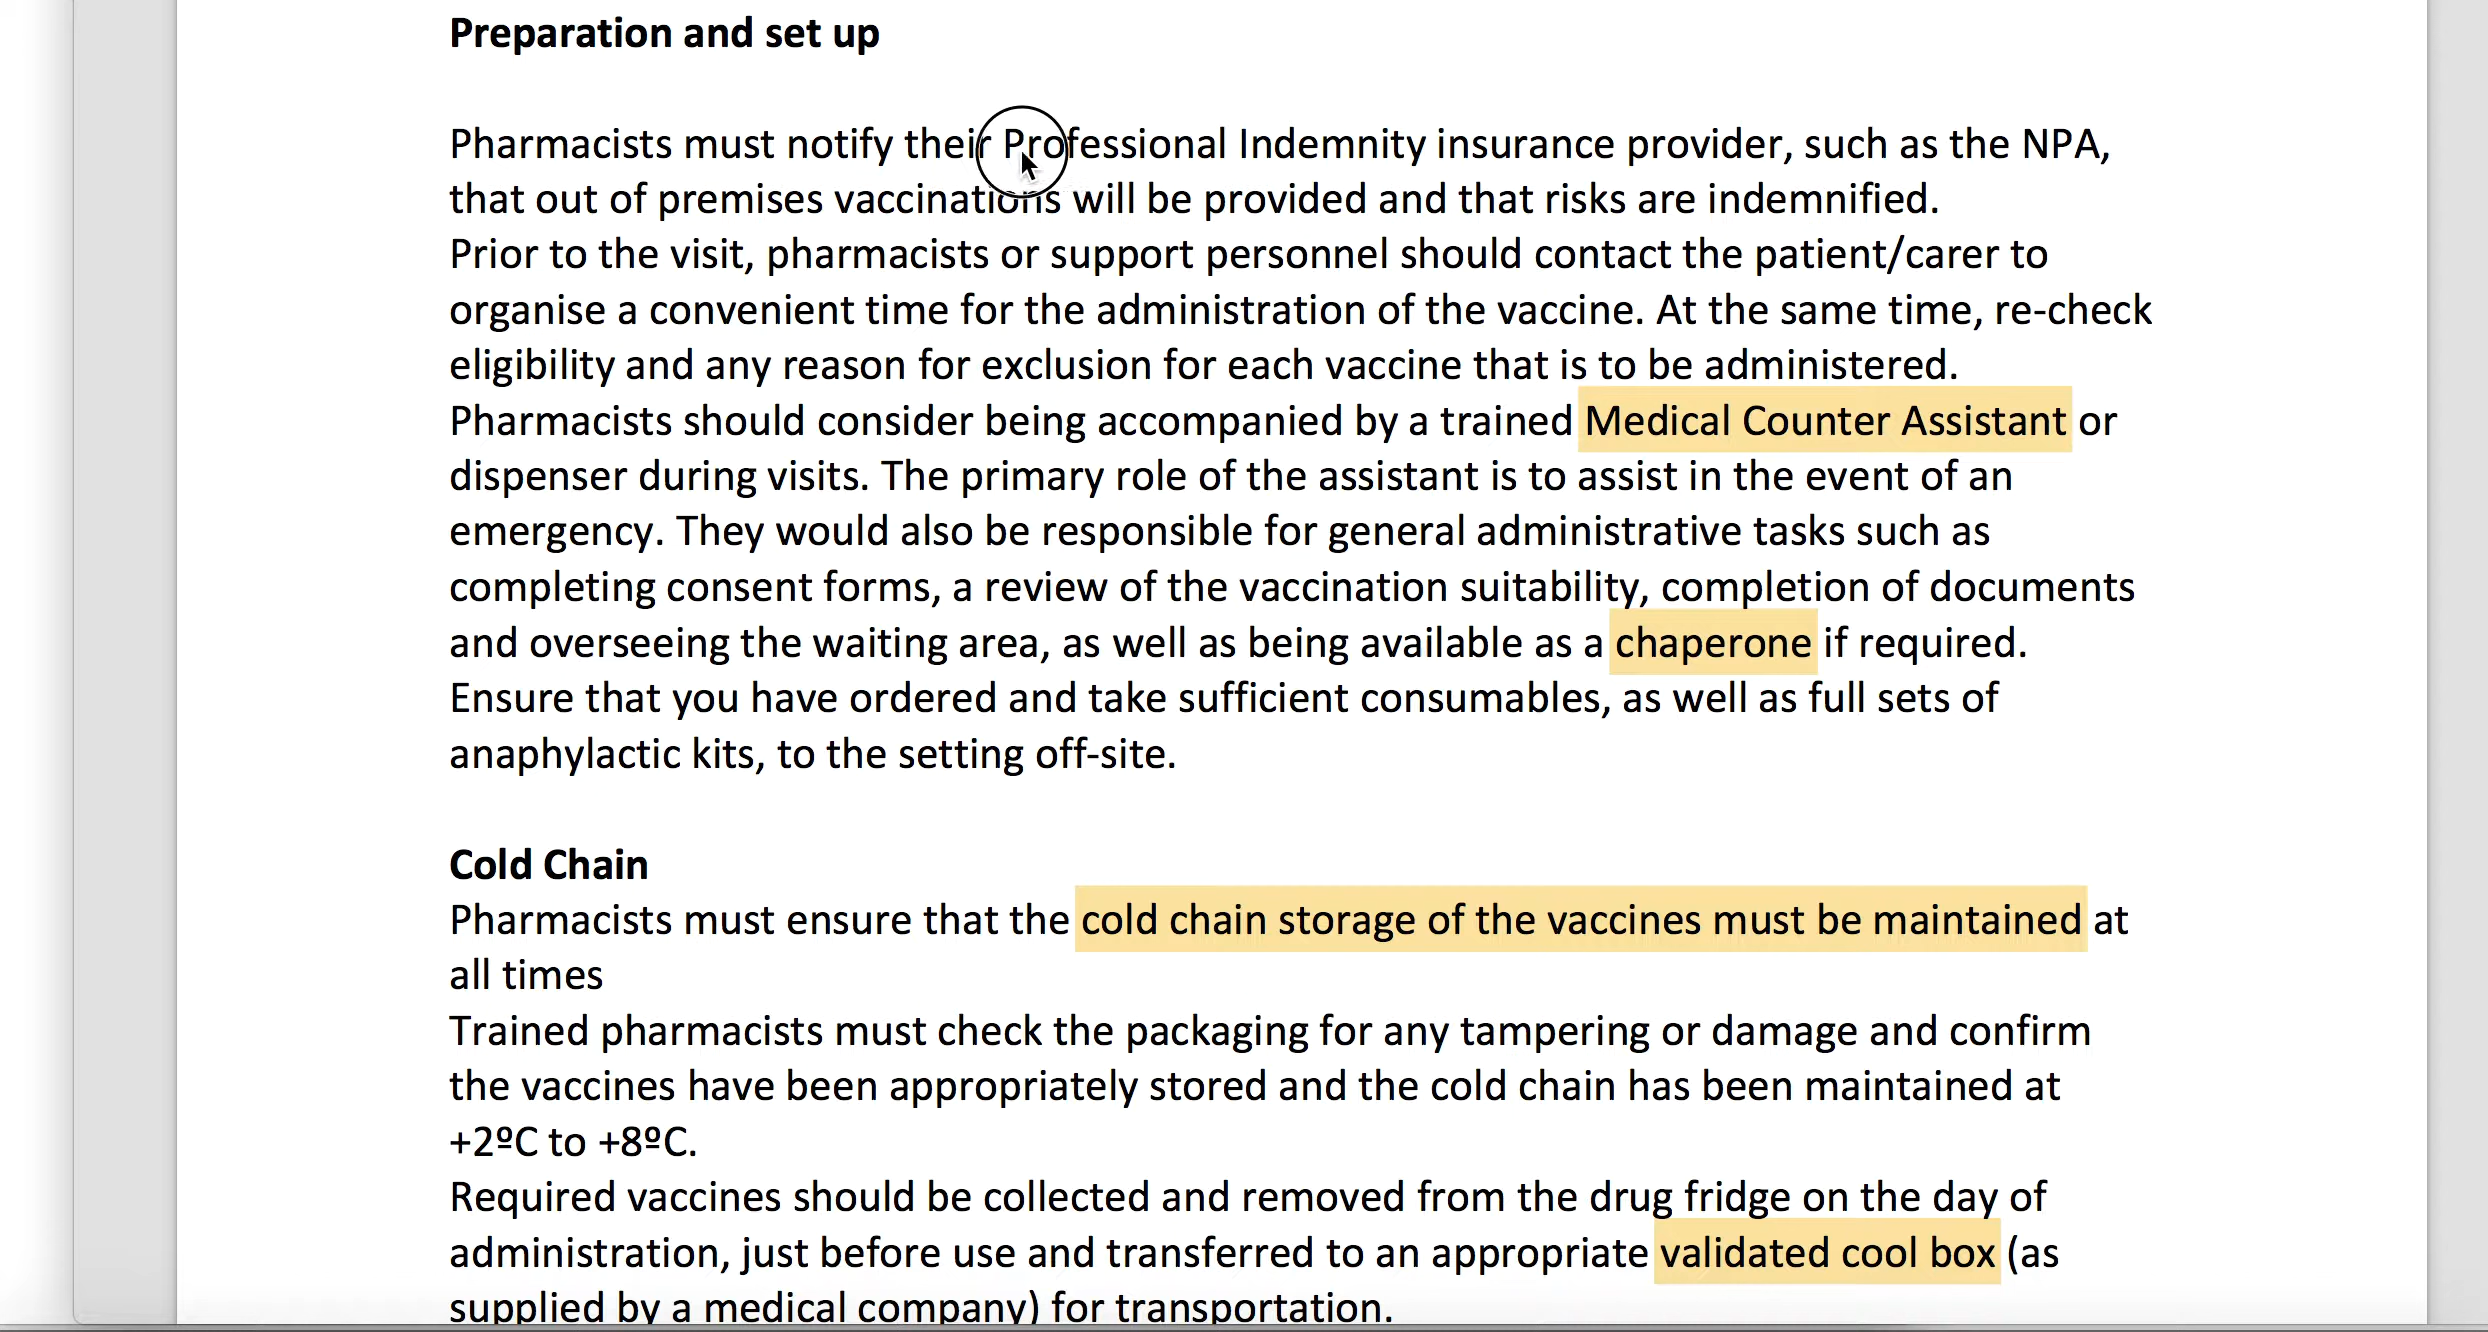 Preparation and set up
Pharmacists must notify their Professional Indemnity insurance provider, such as the NPA,
that out of premises vaccinations will be provided and that risks are indemnified.
Prior to the visit, pharmacists or support personnel should contact the patient/carer to
organise a convenient time for the administration of the vaccine. At the same time, re-check
eligibility and any reason for exclusion for each vaccine that is to be administered.
Pharmacists should consider being accompanied by a trained Medical Counter Assistant or
dispenser during visits. The primary role of the assistant is to assist in the event of an
emergency. They would also be responsible for general administrative tasks such as
completing consent forms, a review of the vaccination suitability, completion of documents
and overseeing the waiting area, as well as being available as a chaperone if required.
Ensure that you have ordered and take sufficient consumables, as well as full sets of
anaphylactic kits, to the setting off-site.
Cold Chain
Pharmacists must ensure that the cold chain storage of the vaccines must be maintained at
all times
Trained pharmacists must check the packaging for any tampering or damage and confirm
the vaccines have been appropriately stored and the cold chain has been maintained at
+2ºC to +8ºC.
Required vaccines should be collected and removed from the drug fridge on the day of
administration, just before use and transferred to an appropriate validated cool box (as
supplied by a medical company) for transportation.